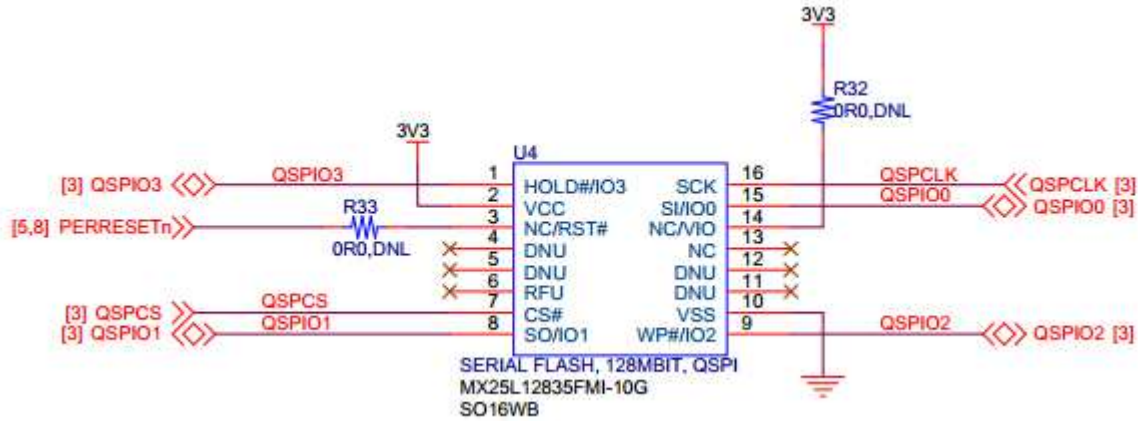 3V3
R32
0R0,DNL
3V3
U4
[3] QSPIO3 QSPIO3 1 HOLD#/IO3 SCK 16 QSPCLK QSPCLK [3]
2 VCC SI/IO0 15 QSPIO0 QSPIO0 [3]
[5,8] PERRESETn R33 3 NC/RST# NC/VIO 14
0R0,DNL 4 DNU NC 13
5 DNU DNU 12
6 RFU DNU 11
[3] QSPCS QSPCS 7 CS# VSS 10
[3] QSPIO1 QSPIO1 8 SO/IO1 WP#/IO2 9 QSPIO2 QSPIO2 [3]
SERIAL FLASH, 128MBIT, QSPI
MX25L12835FMI-10G
SO16WB